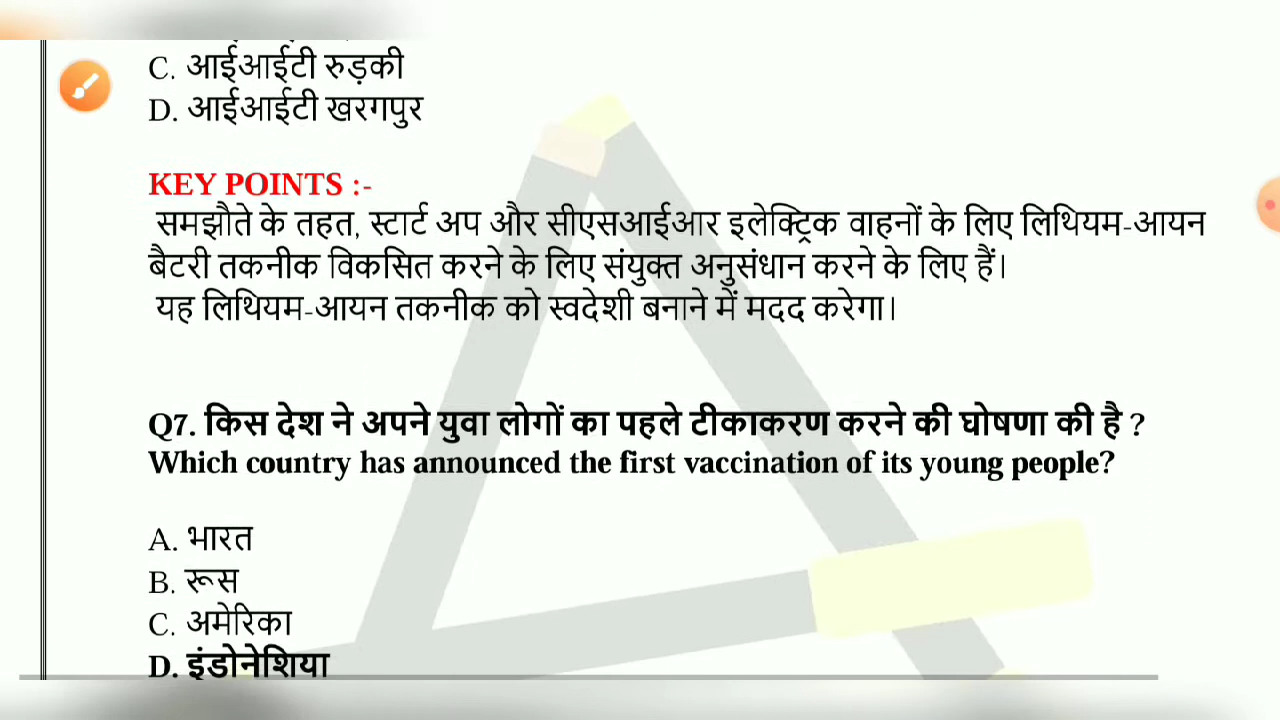 C. आईआईटी रुड़की
D. आईआईटी खरगपुर
KEY POINTS :-
समझौते के तहत, स्टार्ट अप और सीएसआईआर इलेक्ट्रिक वाहनों के लिए लिथियम-आयन
बैटरी तकनीक विकसित करने के लिए संयुक्त अनुसंधान करने के लिए हैं।
यह लिथियम-आयन तकनीक को स्वदेशी बनाने में मदद करेगा।
Q7. किस देश ने अपने युवा लोगों का पहले टीकाकरण करने की घोषणा की है ?
Which country has announced the first vaccination of its young people?
A. भारत
B. रूस
C. अमेरिका
D. इंडोनेशिया